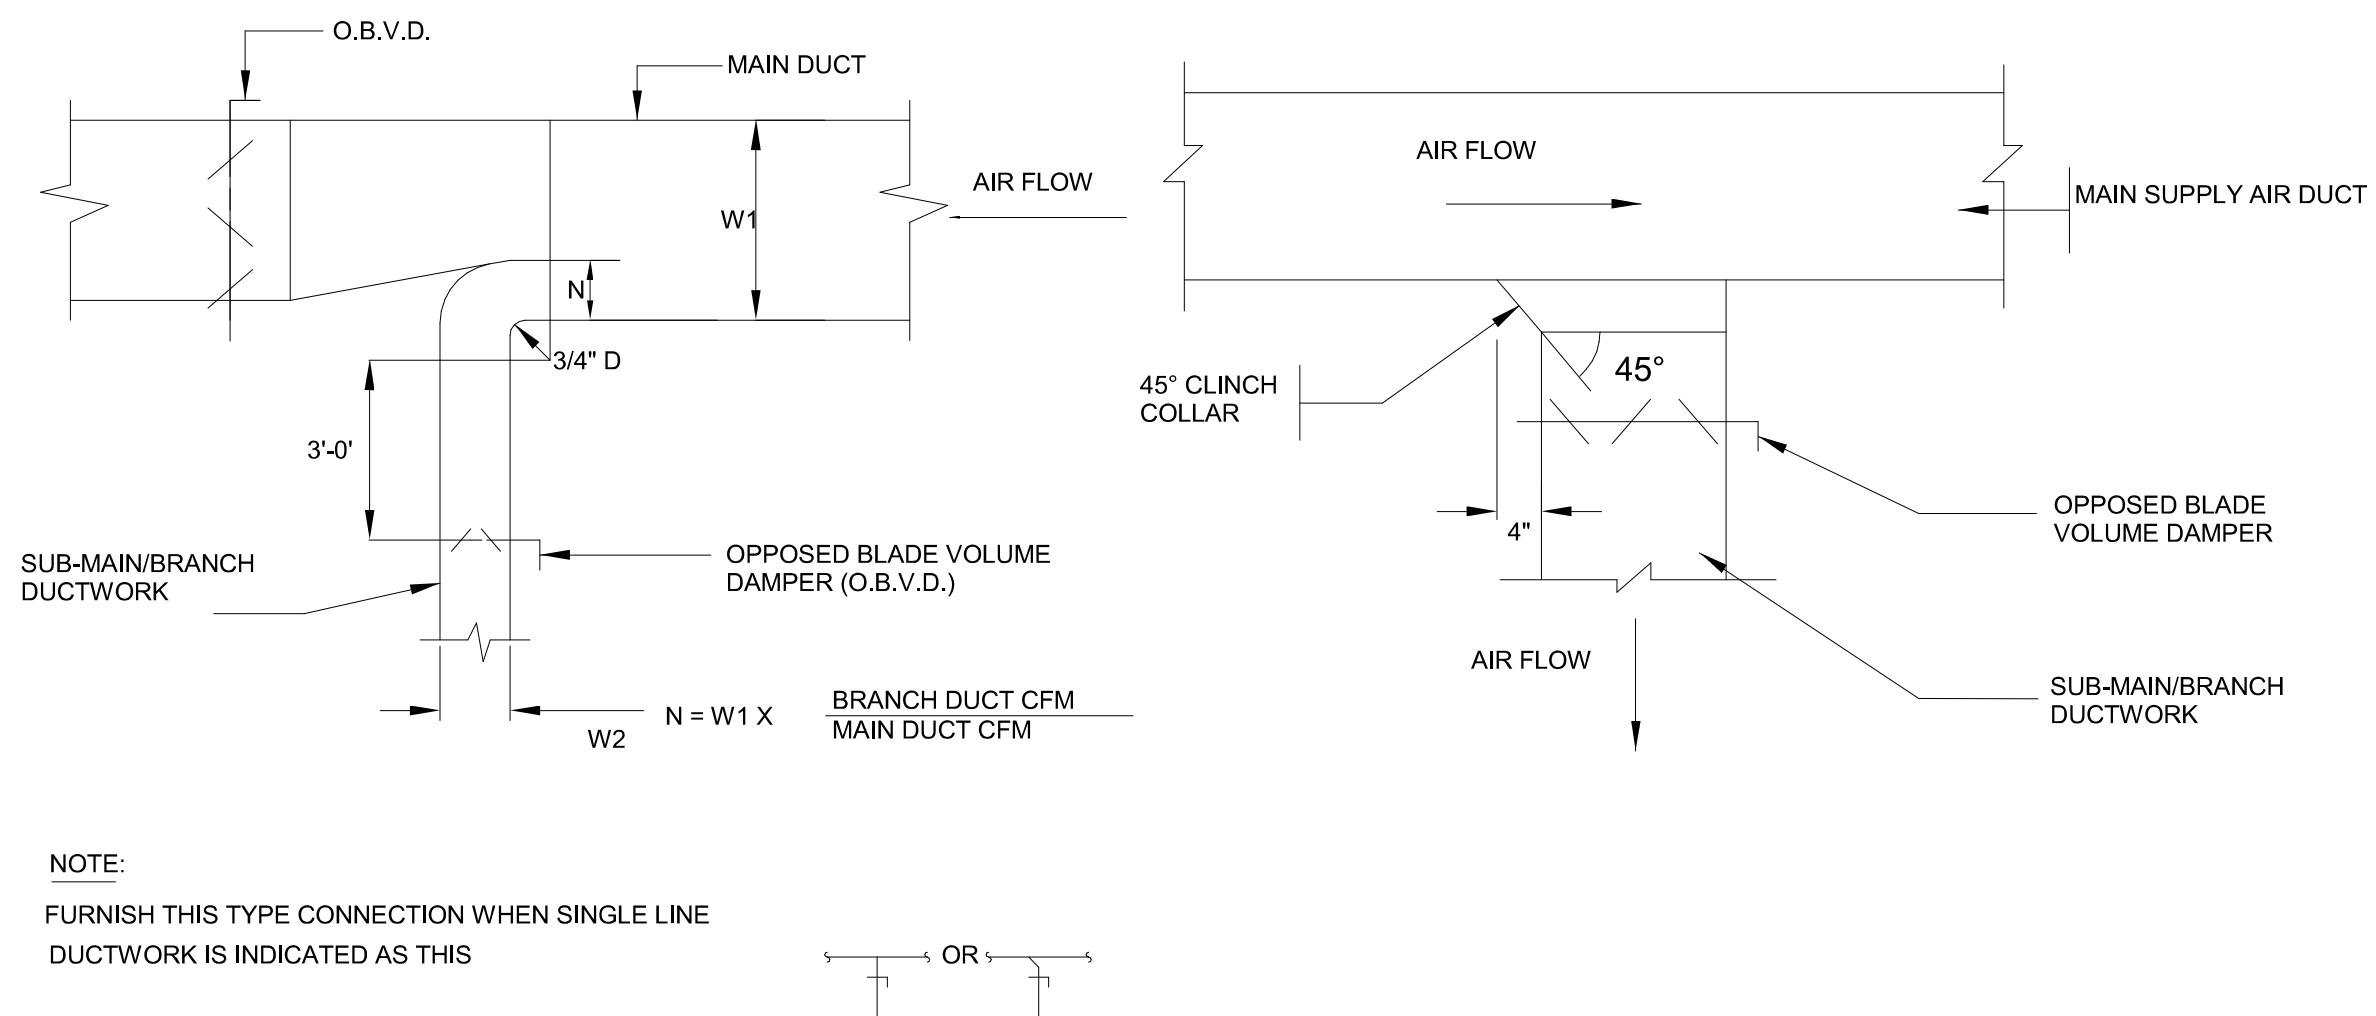 O.B.V.D.
MAIN DUCT
W1
AIR FLOW
N
3/4" D
3'-0'
SUB-MAIN/BRANCH
DUCTWORK
OPPOSED BLADE VOLUME
DAMPER (O.B.V.D.)
W2
N = W1 X
BRANCH DUCT CFM
MAIN DUCT CFM
AIR FLOW
MAIN SUPPLY AIR DUCT
45° CLINCH
COLLAR
45°
4"
OPPOSED BLADE
VOLUME DAMPER
AIR FLOW
SUB-MAIN/BRANCH
DUCTWORK
NOTE:
FURNISH THIS TYPE CONNECTION WHEN SINGLE LINE
DUCTWORK IS INDICATED AS THIS
OR